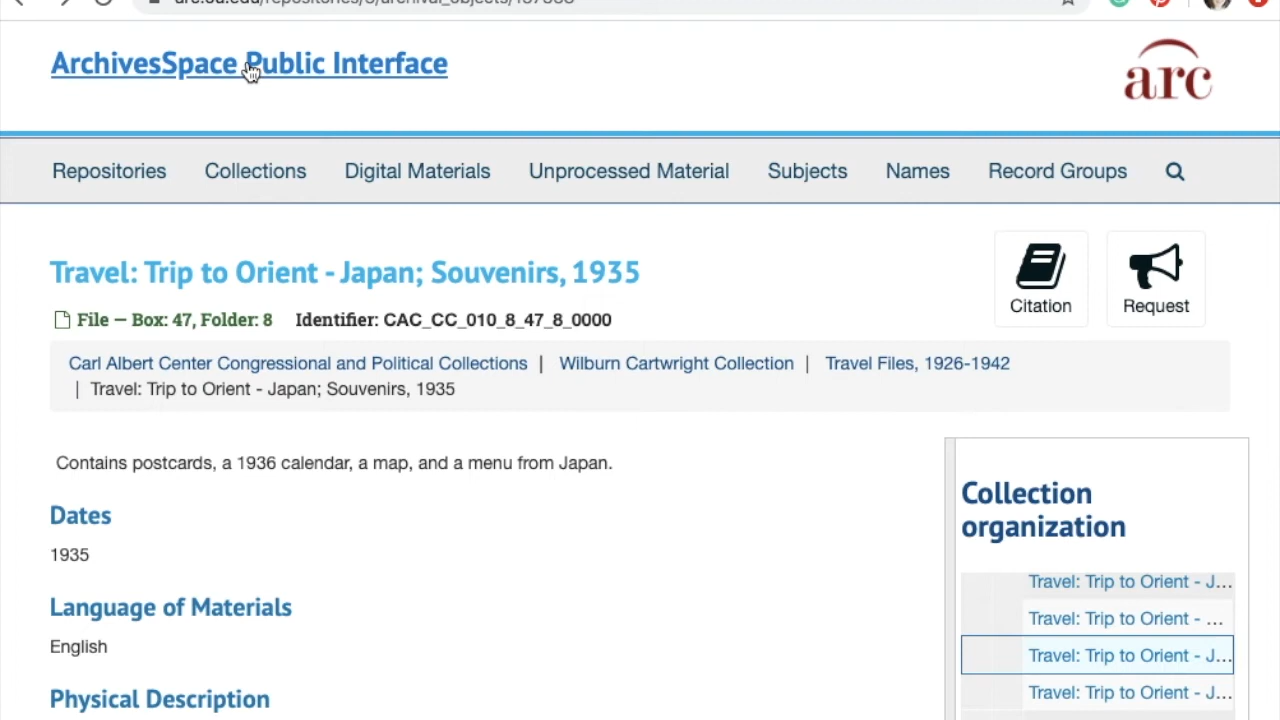 ArchivesSpace Public Interface
arc
Repositories Collections Digital Materials Unprocessed Material Subjects Names Record Groups
Travel: Trip to Orient - Japan; Souvenirs, 1935
Citation
Request
File — Box: 47, Folder: 8 Identifier: CAC_CC_010_8_47_8_0000
Carl Albert Center Congressional and Political Collections | Wilburn Cartwright Collection | Travel Files, 1926-1942
| Travel: Trip to Orient - Japan; Souvenirs, 1935
Contains postcards, a 1936 calendar, a map, and a menu from Japan.
Dates
1935
Language of Materials
English
Physical Description
Collection
organization
Travel: Trip to Orient - J...
Travel: Trip to Orient - ...
Travel: Trip to Orient - J...
Travel: Trip to Orient - J...